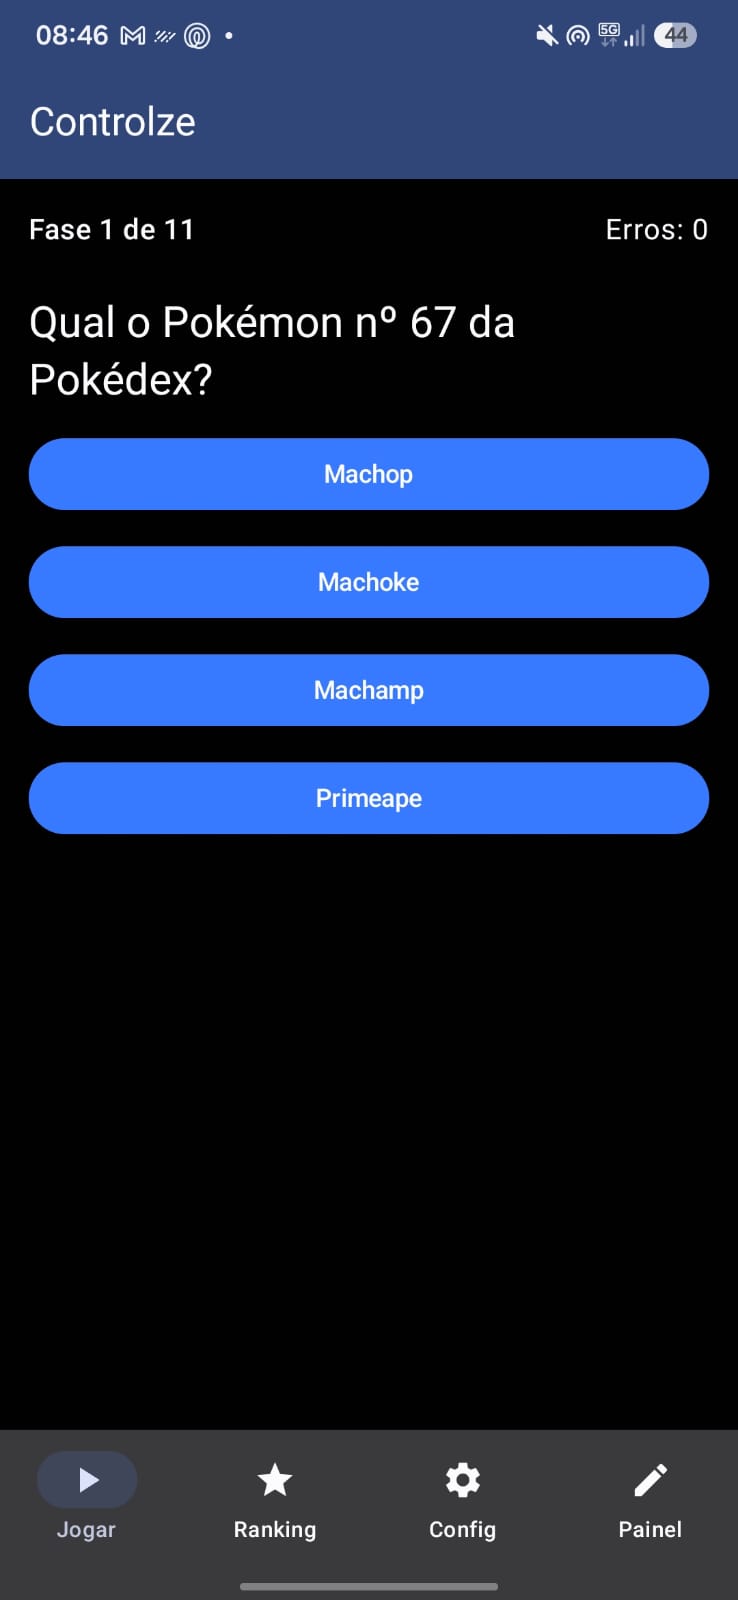 08:46
5G
44
Controlze
Fase 1 de 11
Erros: 0
Qual o Pokémon nº 67 da
Pokédex?
Machop
Machoke
Machamp
Primeape
Jogar
Ranking
Config
Painel